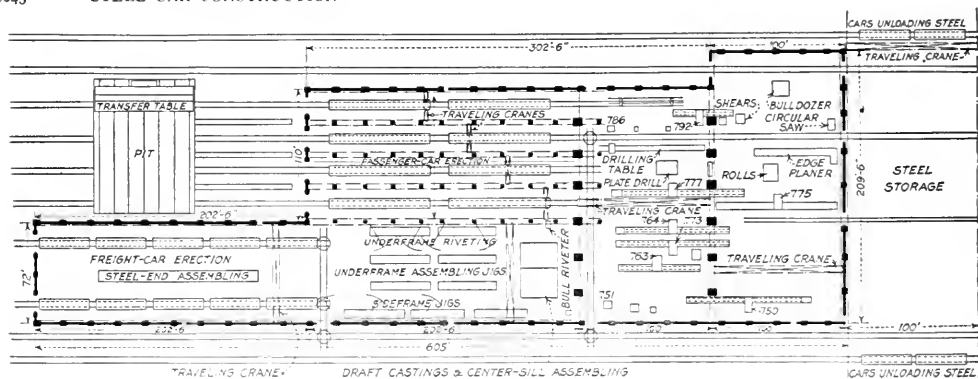 STEEL CAR CONSTRUCTION
CARS UNLOADING STEEL
302'-6"
100'
TRAVELING CRANE
TRANSFER TABLE
PIT
TRAVELING CRANES
786
792
SHEARS
BULLDOZER
CIRCULAR
SAW
110'
PASSENGER-CAR ERECTION
DRILLING
TABLE
PLATE DRILL
777
ROLLS
EDGE
PLANER
775
209'-6"
STEEL
STORAGE
202'-6"
TRAVELING CRANE
764
773
72'
FREIGHT-CAR ERECTION
STEEL-END ASSEMBLING
UNDERFRAME RIVETING
UNDERFRAME ASSEMBLING JIGS
SIDEFRAME JIGS
BULL RIVETER
763
TRAVELING CRANE
751
750
202'-6"
202'-6"
100'
605'
TRAVELING CRANE
DRAFT CASTINGS & CENTER-SILL ASSEMBLING
CARS UNLOADING STEEL